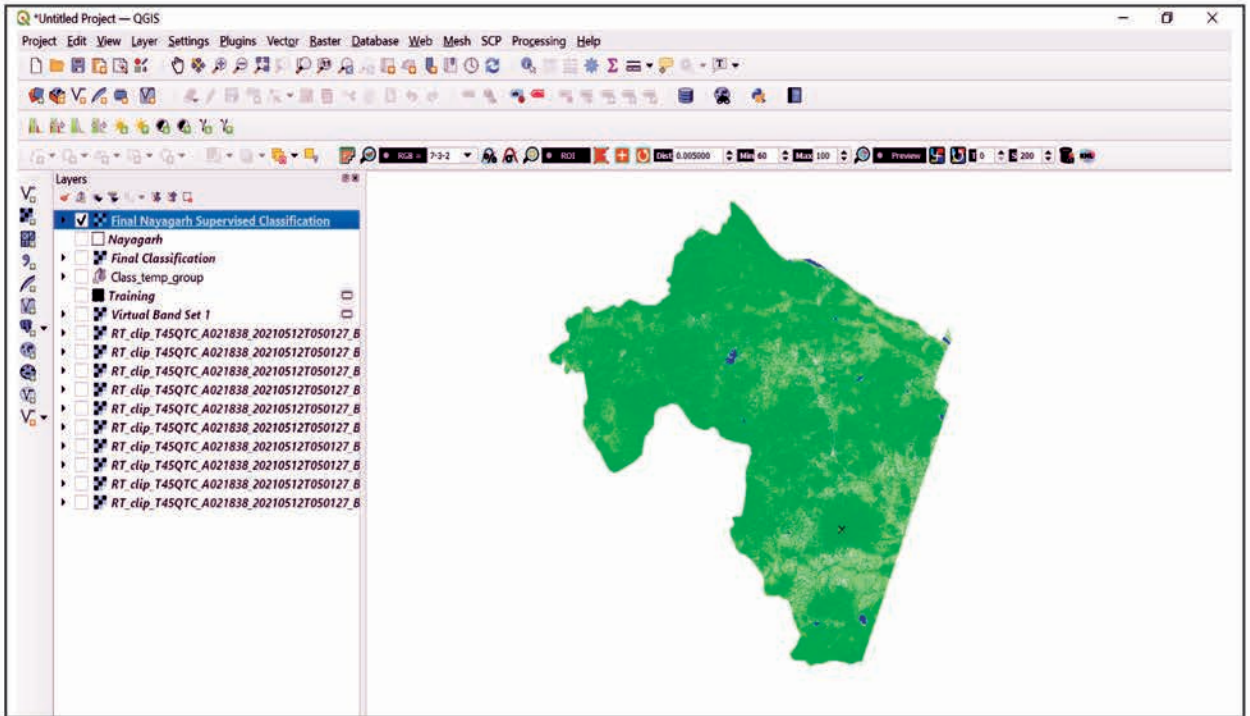 *Untitled Project — QGIS
Project Edit View Layer Settings Plugins Vector Raster Database Web Mesh SCP Processing Help
RGB = 7-3-2 ROI Dist 0.005000 Min 60 Max 100 Preview T 0 S 200
Layers
Final Nayagarh Supervised Classification
Nayagarh
Final Classification
Class_temp_group
Training
Virtual Band Set 1
RT_clip_T45QTC_A021838_20210512T050127_B
RT_clip_T45QTC_A021838_20210512T050127_B
RT_clip_T45QTC_A021838_20210512T050127_B
RT_clip_T45QTC_A021838_20210512T050127_B
RT_clip_T45QTC_A021838_20210512T050127_B
RT_clip_T45QTC_A021838_20210512T050127_B
RT_clip_T45QTC_A021838_20210512T050127_B
RT_clip_T45QTC_A021838_20210512T050127_B
RT_clip_T45QTC_A021838_20210512T050127_B
RT_clip_T45QTC_A021838_20210512T050127_B